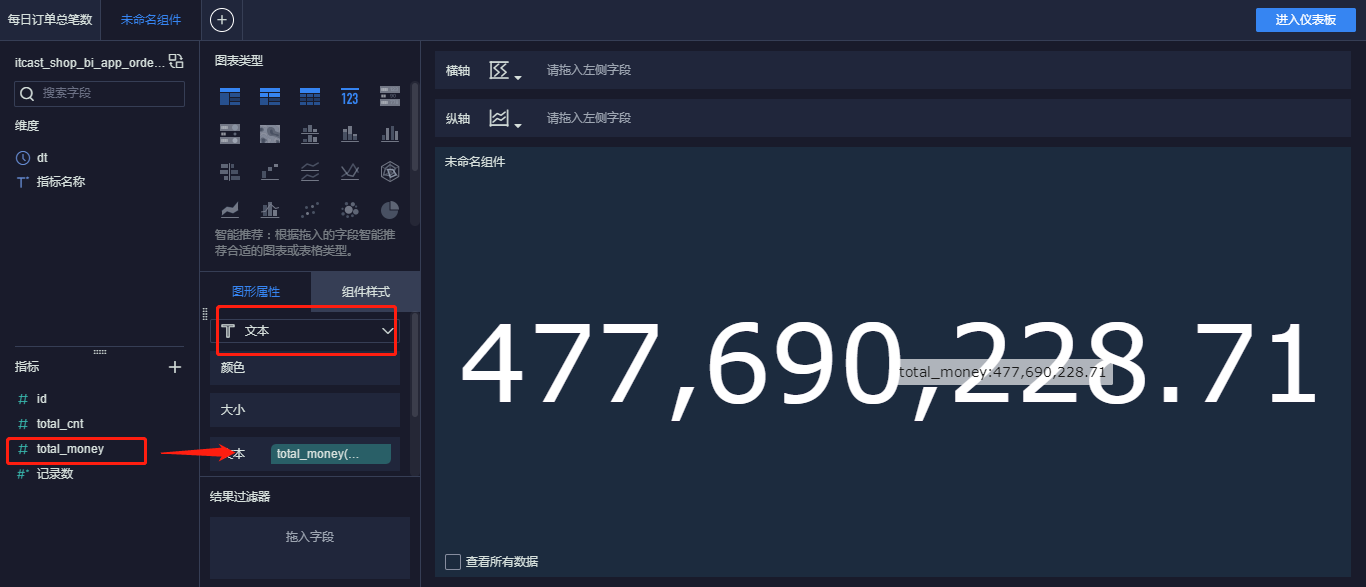 每日订单总笔数
未命名组件
进入仪表板
itcast_shop_bi_app_orde...
搜索字段
维度
dt
指标名称
指标
id
total_cnt
total_money
记录数
图表类型
123
智能推荐：根据拖入的字段智能推
荐合适的图表或表格类型。
图形属性
组件样式
文本
颜色
大小
文本
total_money(...
结果过滤器
拖入字段
横轴
请拖入左侧字段
纵轴
请拖入左侧字段
未命名组件
477,690,228.71
total_money:477,690,228.71
查看所有数据